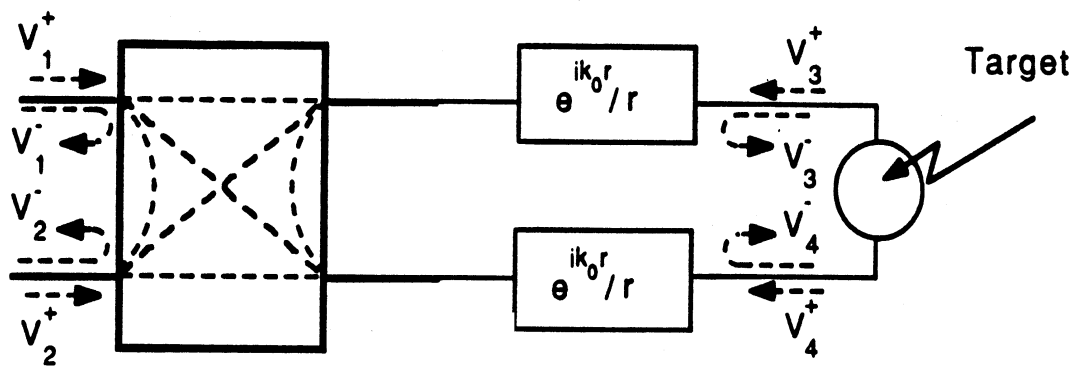 V₁⁺
V₁⁻
V₂⁻
V₂⁺
e^{ik₀r}/r
e^{ik₀r}/r
V₃⁺
V₃⁻
V₄⁻
V₄⁺
Target